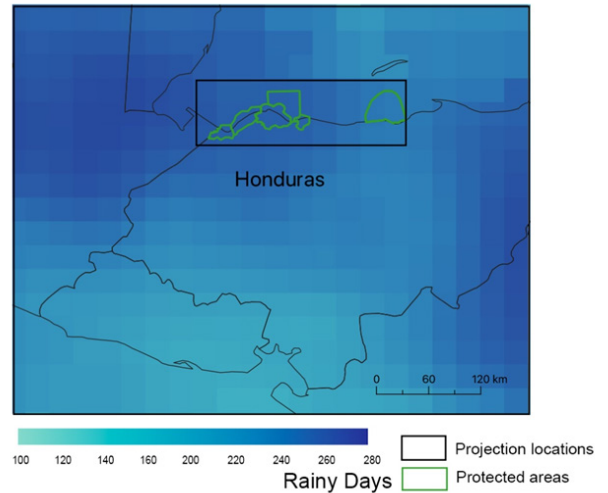 Honduras
0 60 120 km
100 120 140 160 200 220 240 260 280
Rainy Days
Projection locations
Protected areas